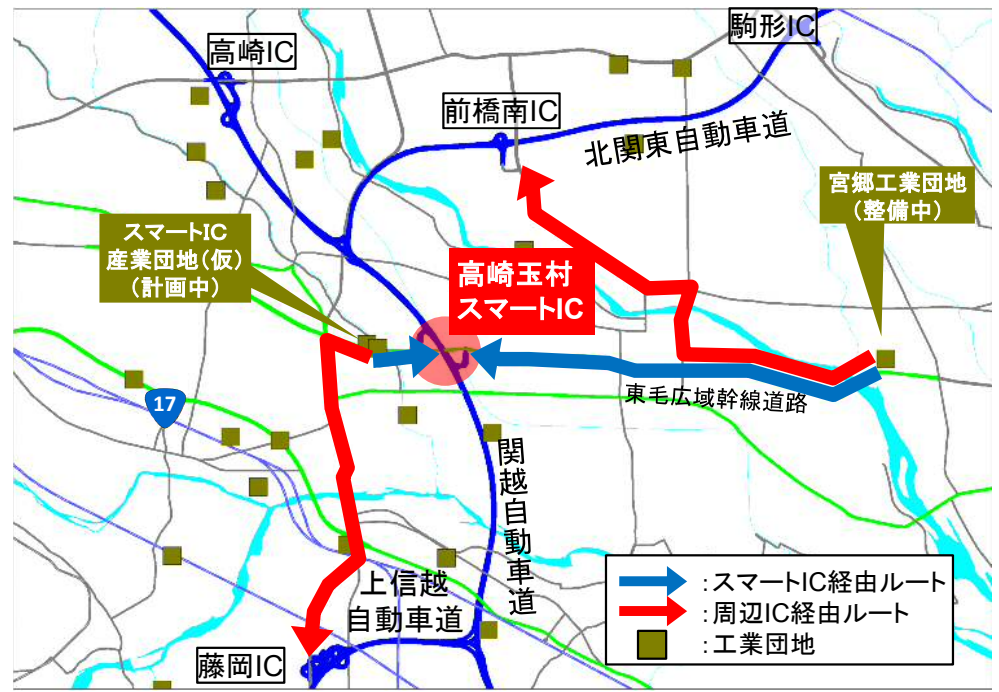 駒形IC
高崎IC
前橋南IC
北関東自動車道
宮郷工業団地
（整備中）
スマートIC
産業団地（仮）
（計画中）
高崎玉村
スマートIC
東毛広域幹線道路
17
関越自動車道
上信越
自動車道
藤岡IC
：スマートIC経由ルート
：周辺IC経由ルート
：工業団地